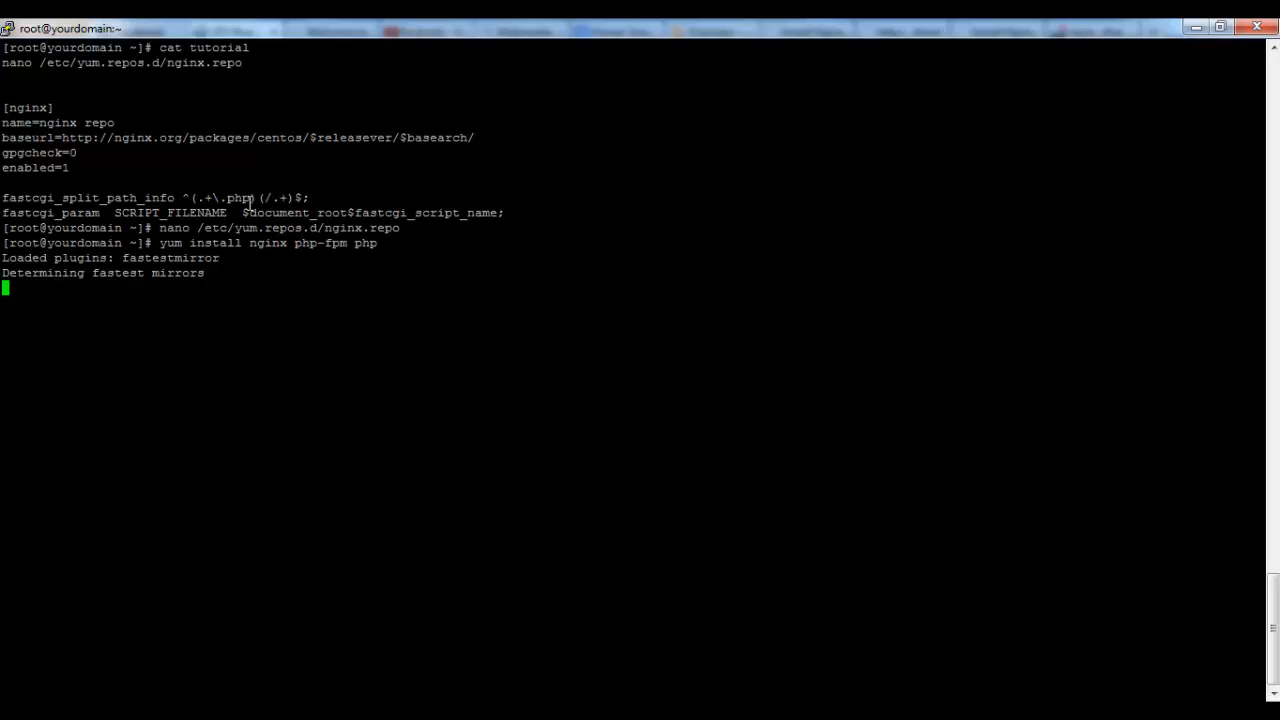 root@yourdomain:~
[root@yourdomain ~]# cat tutorial
nano /etc/yum.repos.d/nginx.repo
[nginx]
name=nginx repo
baseurl=http://nginx.org/packages/centos/$releasever/$basearch/
gpgcheck=0
enabled=1
fastcgi_split_path_info ^(.+\.php)(/.+)$;
fastcgi_param  SCRIPT_FILENAME  $document_root$fastcgi_script_name;
[root@yourdomain ~]# nano /etc/yum.repos.d/nginx.repo
[root@yourdomain ~]# yum install nginx php-fpm php
Loaded plugins: fastestmirror
Determining fastest mirrors